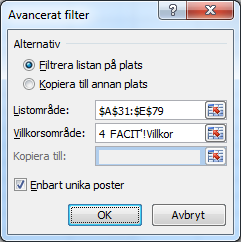 Avancerat filter
Alternativ
Filtrera listan på plats
Kopiera till annan plats
Listområde: $A$31:$E$79
Villkorsområde: 4 FACIT'!Villkor
Kopiera till:
Enbart unika poster
OK Avbryt